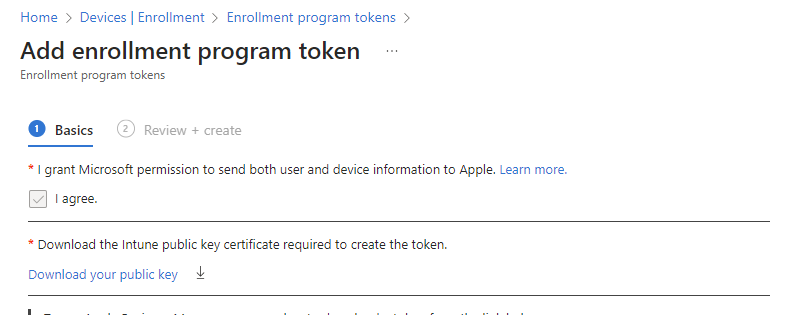 Home > Devices | Enrollment > Enrollment program tokens >
Add enrollment program token ...
Enrollment program tokens
1 Basics 2 Review + create
* I grant Microsoft permission to send both user and device information to Apple. Learn more.
I agree.
* Download the Intune public key certificate required to create the token.
Download your public key